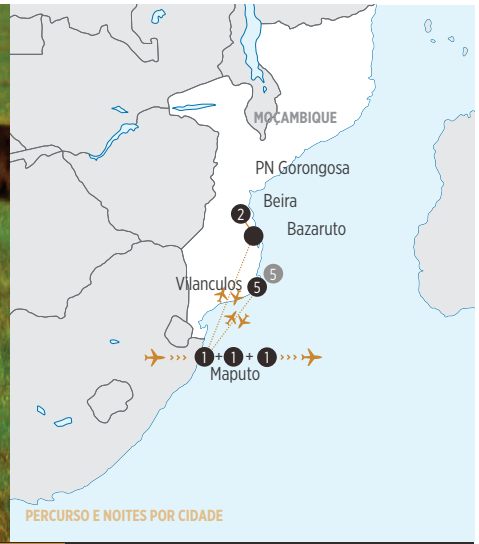 MOÇAMBIQUE
PN Gorongosa
Beira
2
Bazaruto
5
Vilanculos
5
1 + 1 + 1
Maputo
PERCURSO E NOITES POR CIDADE